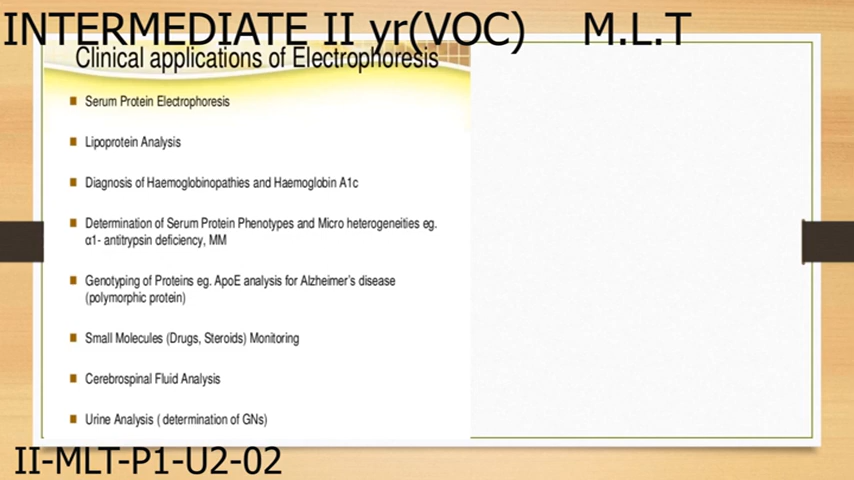 INTERMEDIATE II yr(VOC) M.L.T
Clinical applications of Electrophoresis
Serum Protein Electrophoresis
Lipoprotein Analysis
Diagnosis of Haemoglobinopathies and Haemoglobin A1c
Determination of Serum Protein Phenotypes and Micro heterogeneities eg.
α1- antitrypsin deficiency, MM
Genotyping of Proteins eg. ApoE analysis for Alzheimer's disease
(polymorphic protein)
Small Molecules (Drugs, Steroids) Monitoring
Cerebrospinal Fluid Analysis
Urine Analysis ( determination of GNs)
II-MLT-P1-U2-02